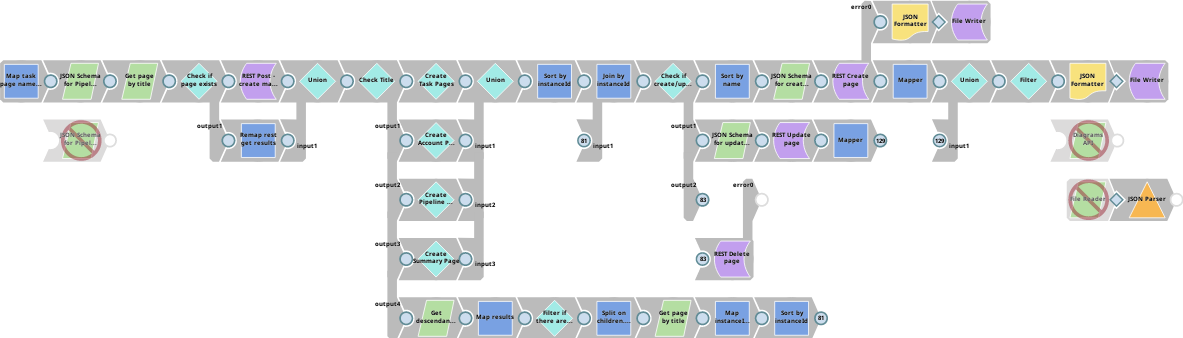 error0
JSON
Formatter
File Writer
Map task
page name...
JSON Schema
for Pipel...
Get page
by title
Check if
page exists
REST Post -
create ma...
Union
Check Title
Create
Task Pages
Union
Sort by
instanceId
Join by
instanceId
Check if
create/up...
Sort by
name
JSON Schema
for creat...
REST Create
page
Mapper
Union
Filter
JSON
Formatter
File Writer
JSON Schema
for Pipel...
output1
Remap rest
get results
input1
output1
Create
Account P...
input1
81
input1
output1
JSON Schema
for updat...
REST Update
page
Mapper
129
129
input1
Diagrams
API
output2
Create
Pipeline ...
input2
output2
83
error0
File Reader
JSON Parser
output3
Create
Summary Page
input3
83
REST Delete
page
output4
Get
descendan...
Map results
Filter if
there are...
Split on
children....
Get page
by title
Map
instanceI...
Sort by
instanceId
81